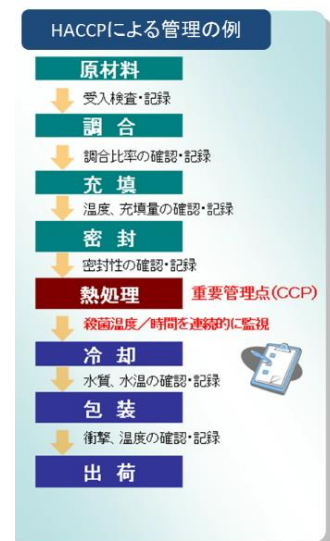 HACCPによる管理の例
原材料
受入検査・記録
調 合
調合比率の確認・記録
充 填
温度、充填量の確認・記録
密 封
密封性の確認・記録
熱処理 重要管理点(CCP)
殺菌温度／時間を連続的に監視
冷 却
水質、水温の確認・記録
包 装
衝撃、温度の確認・記録
出 荷